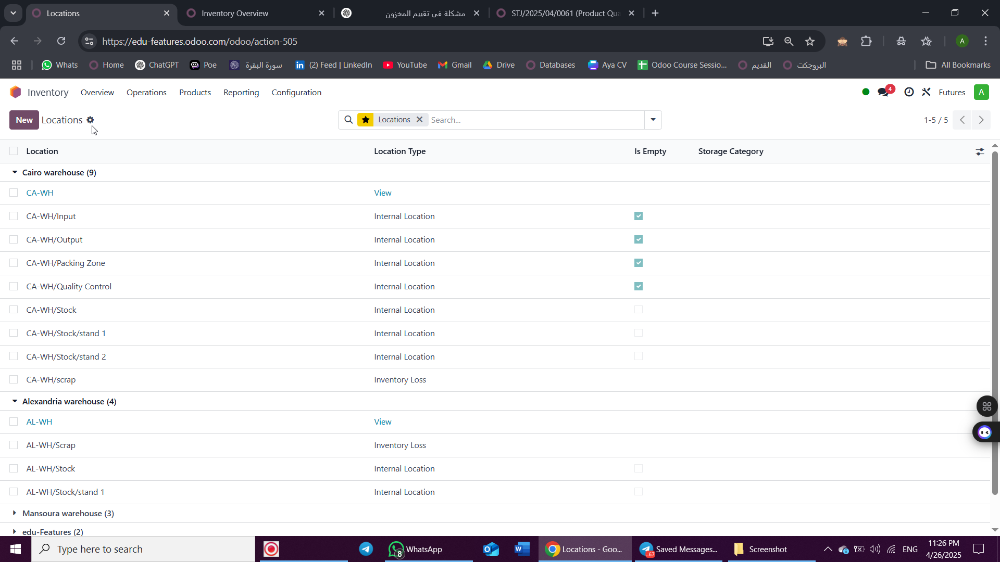 Locations
Inventory Overview
مشكلة في تقييم المخزون
STJ/2025/04/0061 (Product Qua
https://edu-features.odoo.com/odoo/action-505
A
Whats
Home
ChatGPT
Poe
سورة البقرة
(2) Feed | LinkedIn
YouTube
Gmail
Drive
Databases
Aya CV
Odoo Course Sessio...
القديم
البروجكت
All Bookmarks
Inventory
Overview
Operations
Products
Reporting
Configuration
4
Futures
A
New
Locations
Locations
Search...
1-5 / 5
Location
Location Type
Is Empty
Storage Category
Cairo warehouse (9)
CA-WH
View
CA-WH/Input
Internal Location
CA-WH/Output
Internal Location
CA-WH/Packing Zone
Internal Location
CA-WH/Quality Control
Internal Location
CA-WH/Stock
Internal Location
CA-WH/Stock/stand 1
Internal Location
CA-WH/Stock/stand 2
Internal Location
CA-WH/scrap
Inventory Loss
Alexandria warehouse (4)
AL-WH
View
AL-WH/Scrap
Inventory Loss
AL-WH/Stock
Internal Location
AL-WH/Stock/stand 1
Internal Location
Mansoura warehouse (3)
edu-Features (2)
Type here to search
8
WhatsApp
Locations - Goo...
..67
Saved Messages...
Screenshot
ENG
11:26 PM
4/26/2025